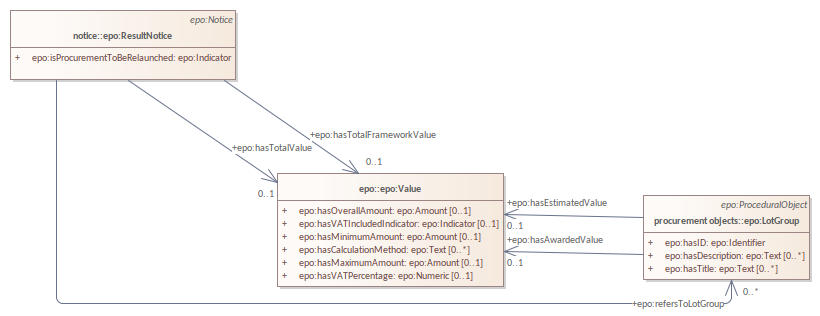 epo:Notice
notice::epo:ResultNotice
+ epo:isProcurementToBeRelaunched: epo:Indicator
+epo:hasTotalFrameworkValue
+epo:hasTotalValue
0..1
0..1
epo::epo:Value
+ epo:hasOverallAmount: epo:Amount [0..1]
+ epo:hasVATIncludedIndicator: epo:Indicator [0..1]
+ epo:hasMinimumAmount: epo:Amount [0..1]
+ epo:hasCalculationMethod: epo:Text [0..*]
+ epo:hasMaximumAmount: epo:Amount [0..1]
+ epo:hasVATPercentage: epo:Numeric [0..1]
+epo:hasEstimatedValue
0..1
+epo:hasAwardedValue
0..1
epo:ProceduralObject
procurement objects::epo:LotGroup
+ epo:hasID: epo:Identifier
+ epo:hasDescription: epo:Text [0..*]
+ epo:hasTitle: epo:Text [0..*]
0..*
+epo:refersToLotGroup